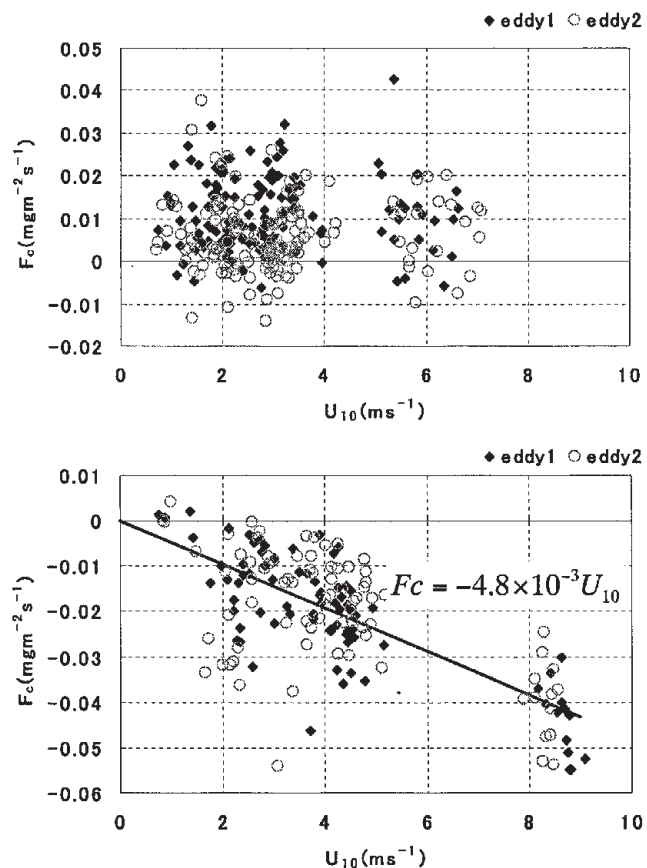 ◆ eddy1 ○ eddy2
0.05
0.04
0.03
0.02
0.01
0
-0.01
-0.02
F_c(mgm⁻²s⁻¹)
0 2 4 6 8 10
U₁₀(ms⁻¹)
◆ eddy1 ○ eddy2
0.01
0
-0.01
-0.02
-0.03
-0.04
-0.05
-0.06
F_c(mgm⁻²s⁻¹)
Fc = −4.8×10⁻³U₁₀
0 2 4 6 8 10
U₁₀(ms⁻¹)